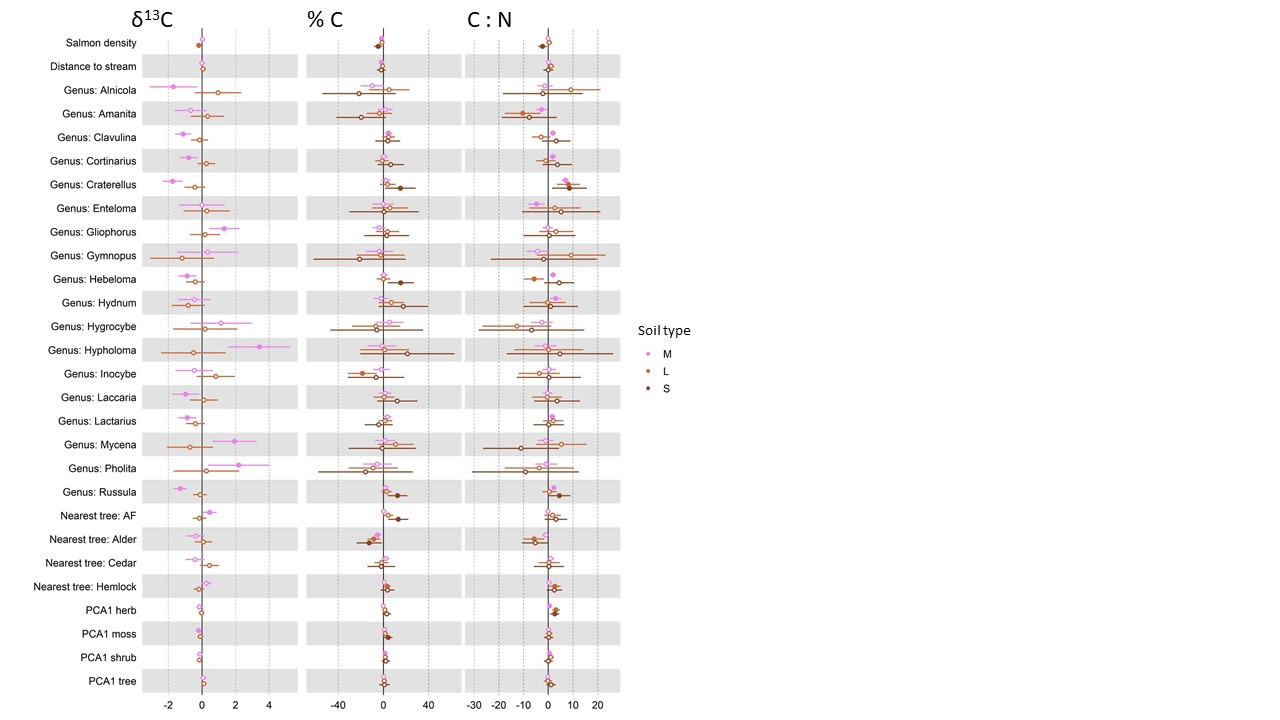 δ¹³C % C C : N
Salmon density
Distance to stream
Genus: Alnicola
Genus: Amanita
Genus: Clavulina
Genus: Cortinarius
Genus: Craterellus
Genus: Enteloma
Genus: Gliophorus
Genus: Gymnopus
Genus: Hebeloma
Genus: Hydnum
Genus: Hygrocybe
Genus: Hypholoma
Genus: Inocybe
Genus: Laccaria
Genus: Lactarius
Genus: Mycena
Genus: Pholita
Genus: Russula
Nearest tree: AF
Nearest tree: Alder
Nearest tree: Cedar
Nearest tree: Hemlock
PCA1 herb
PCA1 moss
PCA1 shrub
PCA1 tree
-2 0 2 4 -40 0 40 -30 -20 -10 0 10 20
Soil type
M
L
S